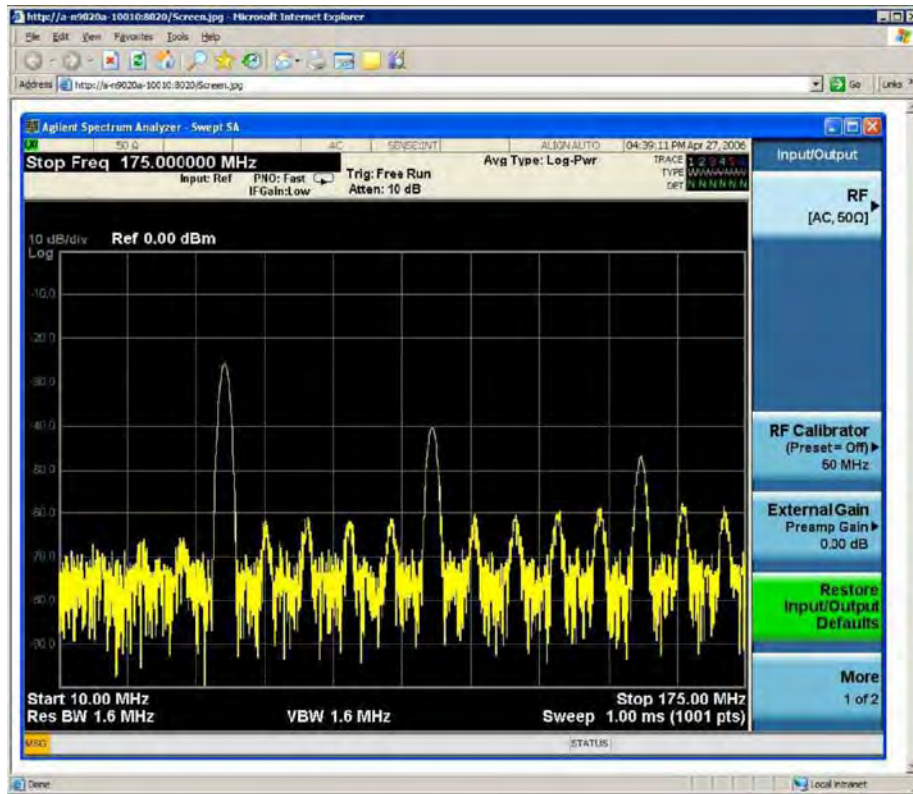 http://a-n9020a-10010:8020/Screen.jpg - Microsoft Internet Explorer
File Edit View Favorites Tools Help
Address http://a-n9020a-10010:8020/Screen.jpg Go Links »
Agilent Spectrum Analyzer - Swept SA
50 Ω AC SENSE:INT ALIGN AUTO 04:39:11 PM Apr 27, 2006
Stop Freq 175.000000 MHz
Input: Ref PNO: Fast Trig: Free Run Avg Type: Log-Pwr TRACE 1 2 3 4 5 6
IFGain:Low Atten: 10 dB TYPE
DET N N N N N N
Input/Output
RF
[AC, 50Ω]
10 dB/div Ref 0.00 dBm
Log
-10.0
-20.0
-30.0
-40.0
-50.0
-60.0
-70.0
-80.0
-90.0
RF Calibrator
(Preset= Off)
50 MHz
External Gain
Preamp Gain
0.00 dB
Restore
Input/Output
Defaults
More
1 of 2
Start 10.00 MHz Stop 175.00 MHz
Res BW 1.6 MHz VBW 1.6 MHz Sweep 1.00 ms (1001 pts)
MSG STATUS
Done Local intranet